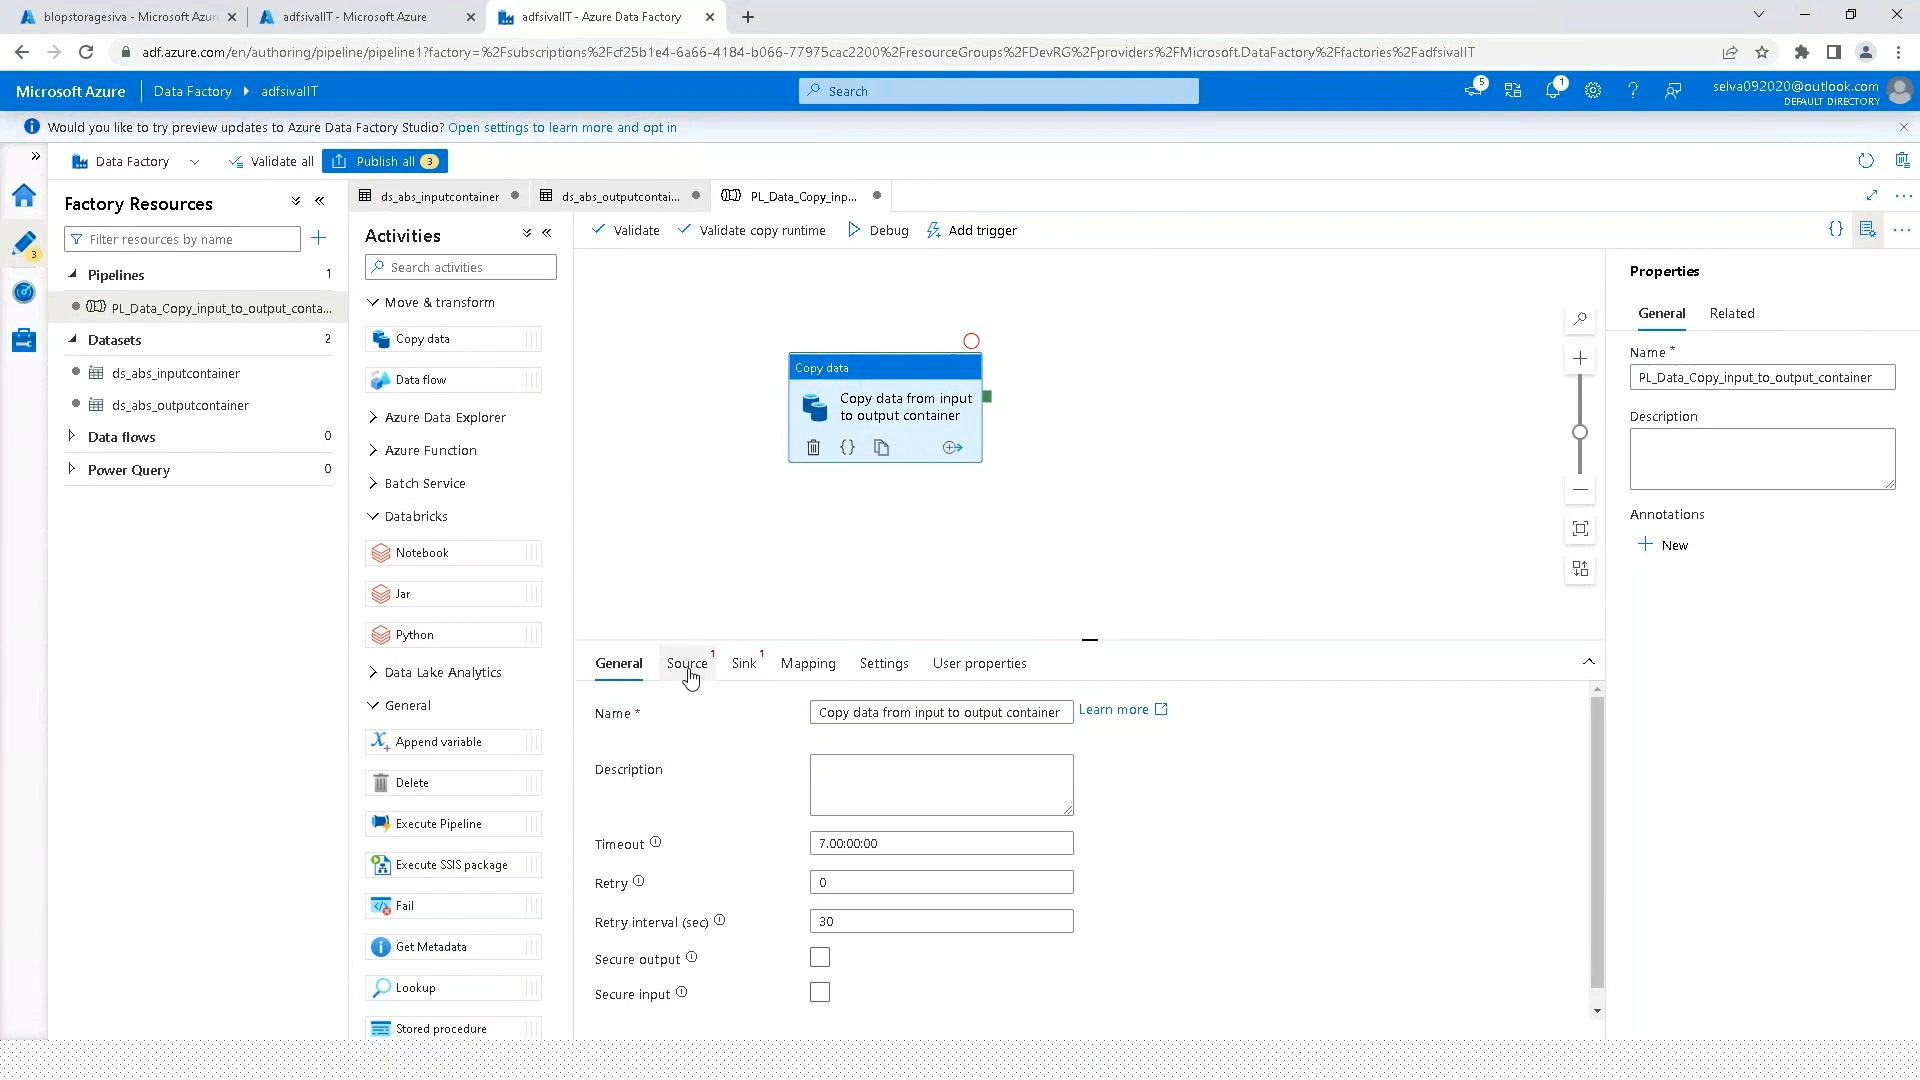 blopstoragesiva - Microsoft Azur
adfsivaIIT - Microsoft Azure
adfsivaIIT - Azure Data Factory
adf.azure.com/en/authoring/pipeline/pipeline1?factory=%2Fsubscriptions%2Fcf25b1e4-6a66-4184-b066-77975cac2200%2FresourceGroups%2FDevRG%2Fproviders%2FMicrosoft.DataFactory%2Ffactories%2FadfsivaIIT
Microsoft Azure
Data Factory
adfsivaIIT
Search
5
1
selva092020@outlook.com
DEFAULT DIRECTORY
Would you like to try preview updates to Azure Data Factory Studio? Open settings to learn more and opt in
Data Factory
Validate all
Publish all 3
Factory Resources
ds_abs_inputcontainer
ds_abs_outputcontai...
PL_Data_Copy_inp...
Filter resources by name
3
Pipelines 1
PL_Data_Copy_input_to_output_conta...
Datasets 2
ds_abs_inputcontainer
ds_abs_outputcontainer
Data flows 0
Power Query 0
Activities
Search activities
Move & transform
Copy data
Data flow
Azure Data Explorer
Azure Function
Batch Service
Databricks
Notebook
Jar
Python
Data Lake Analytics
General
Append variable
Delete
Execute Pipeline
Execute SSIS package
Fail
Get Metadata
Lookup
Stored procedure
Validate
Validate copy runtime
Debug
Add trigger
Copy data
Copy data from input
to output container
General
Source 1
Sink 1
Mapping
Settings
User properties
Name *
Copy data from input to output container
Learn more
Description
Timeout
7.00:00:00
Retry
0
Retry interval (sec)
30
Secure output
Secure input
Properties
General
Related
Name *
PL_Data_Copy_input_to_output_container
Description
Annotations
New